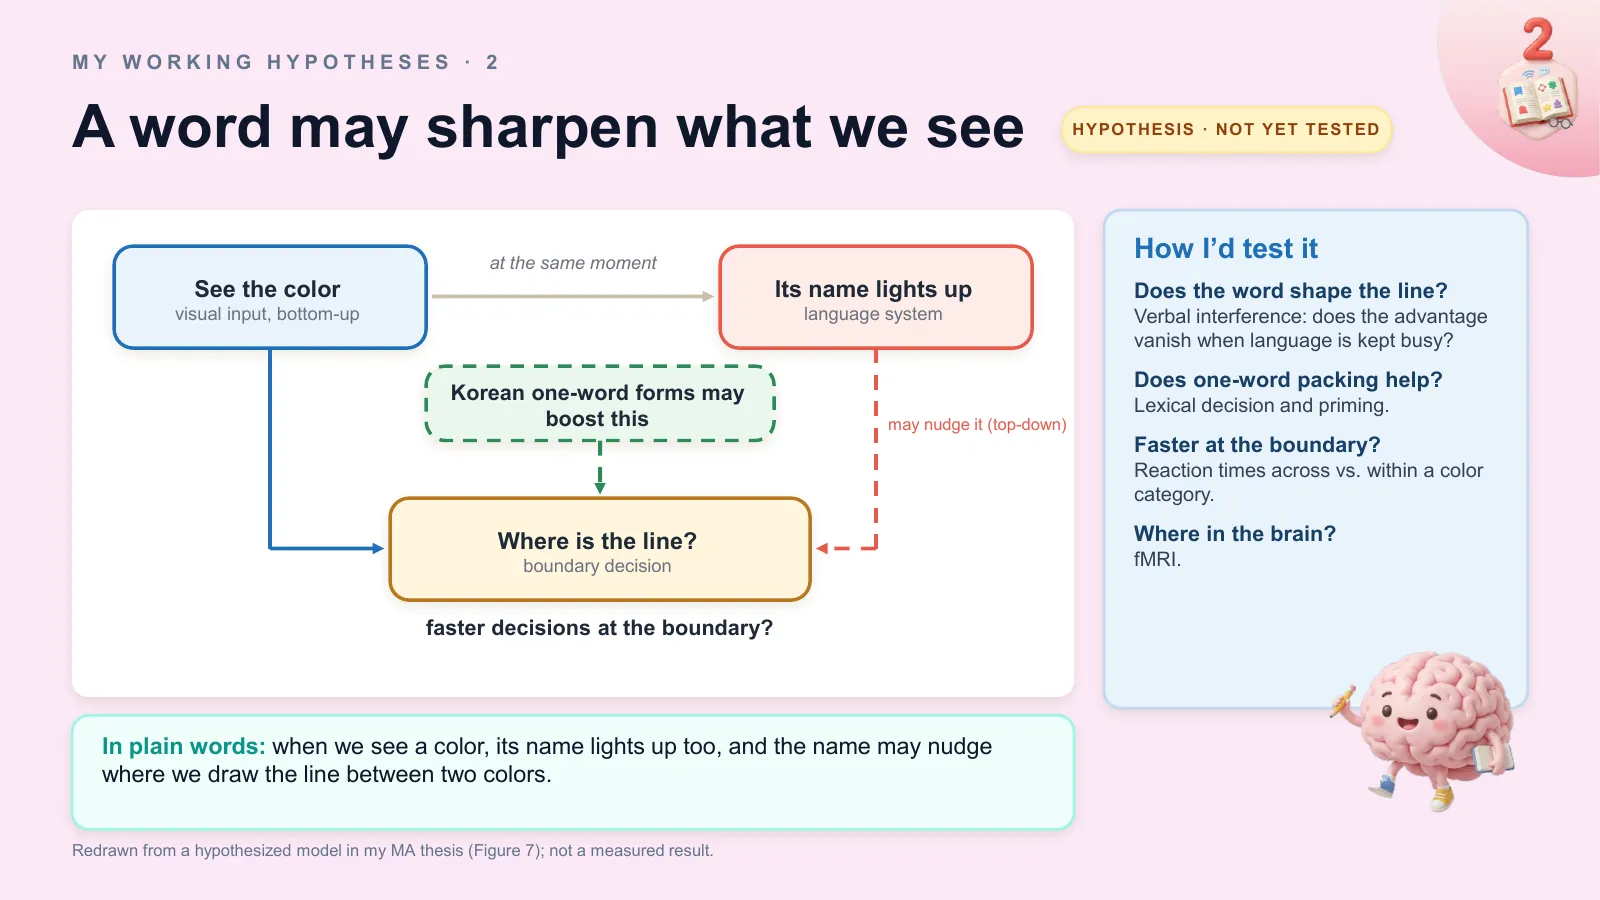 MY WORKING HYPOTHESES · 2
A word may sharpen what we see
HYPOTHESIS · NOT YET TESTED
2
See the color
visual input, bottom-up
at the same moment
Its name lights up
language system
Korean one-word forms may
boost this
may nudge it (top-down)
Where is the line?
boundary decision
faster decisions at the boundary?
How I’d test it
Does the word shape the line?
Verbal interference: does the advantage
vanish when language is kept busy?
Does one-word packing help?
Lexical decision and priming.
Faster at the boundary?
Reaction times across vs. within a color
category.
Where in the brain?
fMRI.
In plain words: when we see a color, its name lights up too, and the name may nudge
where we draw the line between two colors.
Redrawn from a hypothesized model in my MA thesis (Figure 7); not a measured result.